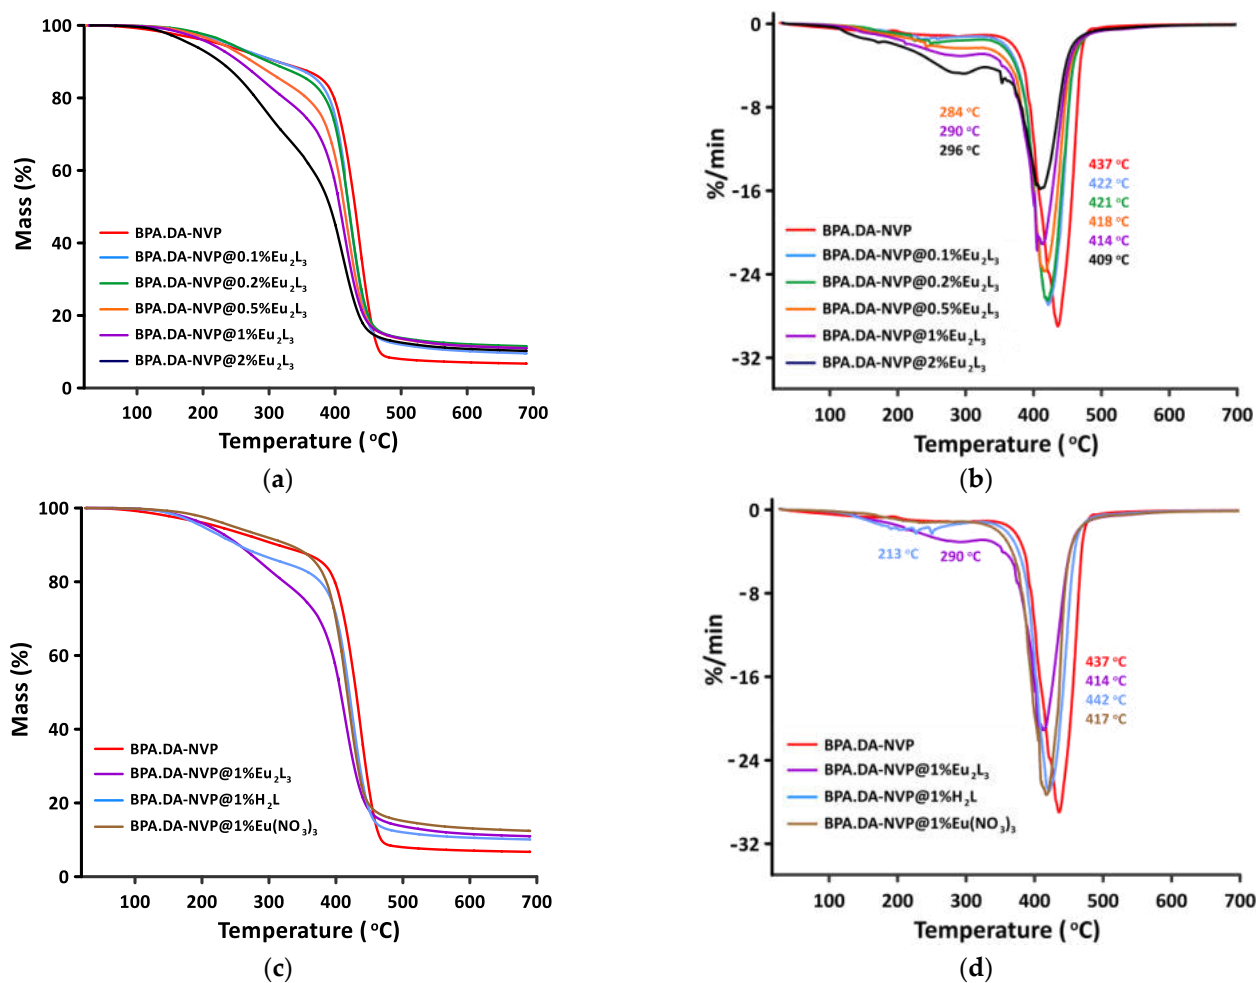 100
80
60
40
20
0
Mass (%)
BPA.DA-NVP
BPA.DA-NVP@0.1%Eu₂L₃
BPA.DA-NVP@0.2%Eu₂L₃
BPA.DA-NVP@0.5%Eu₂L₃
BPA.DA-NVP@1%Eu₂L₃
BPA.DA-NVP@2%Eu₂L₃
100 200 300 400 500 600 700
Temperature (°C)
(a)
0
-8
-16
-24
-32
%/min
284 °C
290 °C
296 °C
437 °C
422 °C
421 °C
418 °C
414 °C
409 °C
BPA.DA-NVP
BPA.DA-NVP@0.1%Eu₂L₃
BPA.DA-NVP@0.2%Eu₂L₃
BPA.DA-NVP@0.5%Eu₂L₃
BPA.DA-NVP@1%Eu₂L₃
BPA.DA-NVP@2%Eu₂L₃
100 200 300 400 500 600 700
Temperature (°C)
(b)
100
80
60
40
20
0
Mass (%)
BPA.DA-NVP
BPA.DA-NVP@1%Eu₂L₃
BPA.DA-NVP@1%H₂L
BPA.DA-NVP@1%Eu(NO₃)₃
100 200 300 400 500 600 700
Temperature (°C)
(c)
0
-8
-16
-24
-32
%/min
213 °C
290 °C
437 °C
414 °C
442 °C
417 °C
BPA.DA-NVP
BPA.DA-NVP@1%Eu₂L₃
BPA.DA-NVP@1%H₂L
BPA.DA-NVP@1%Eu(NO₃)₃
100 200 300 400 500 600 700
Temperature (°C)
(d)